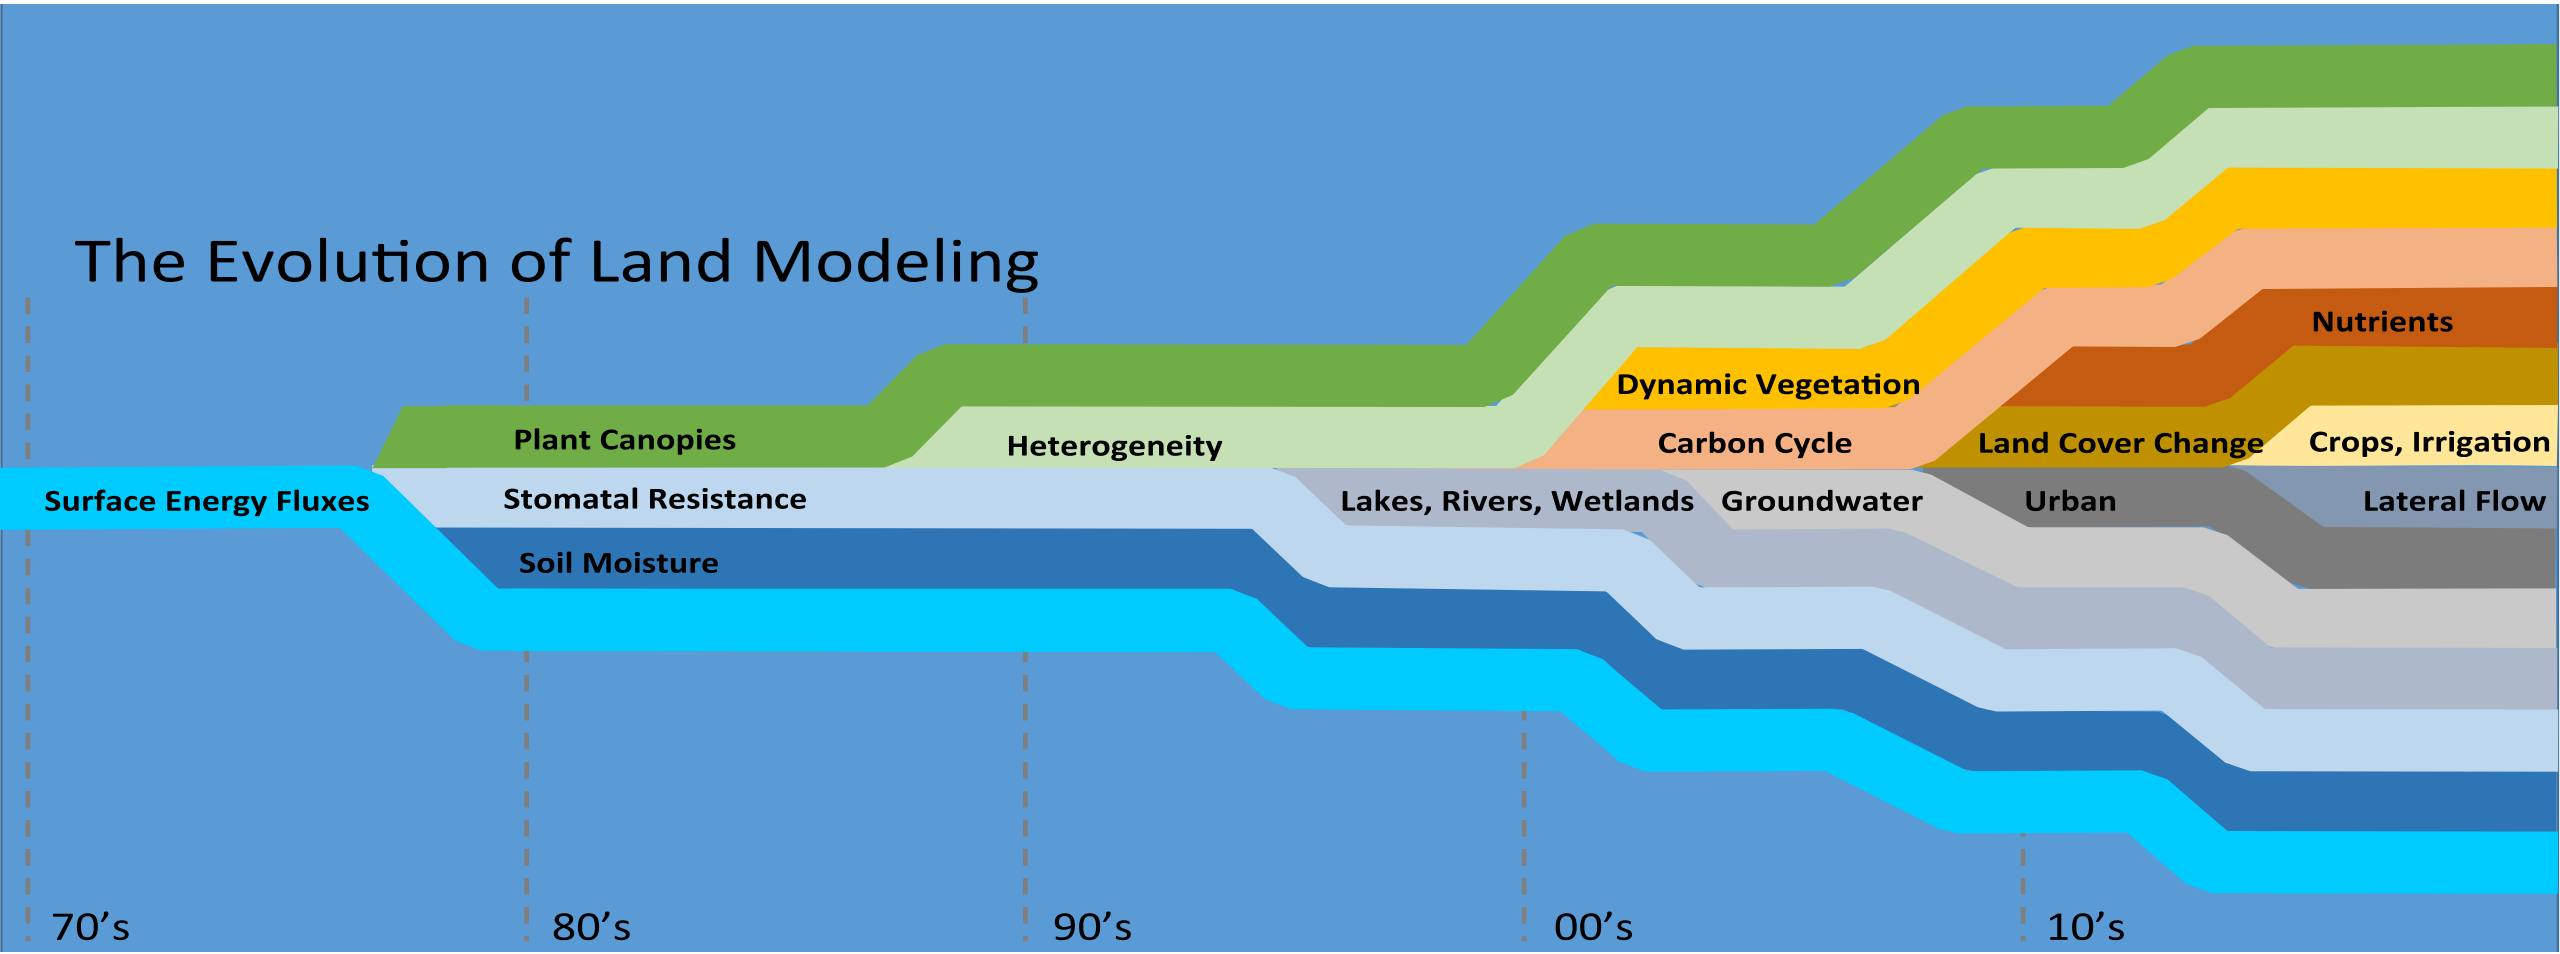 The Evolution of Land Modeling
Nutrients
Dynamic Vegetation
Plant Canopies
Heterogeneity
Carbon Cycle
Land Cover Change
Crops, Irrigation
Surface Energy Fluxes
Stomatal Resistance
Lakes, Rivers, Wetlands
Groundwater
Urban
Lateral Flow
Soil Moisture
70’s
80’s
90’s
00’s
10’s